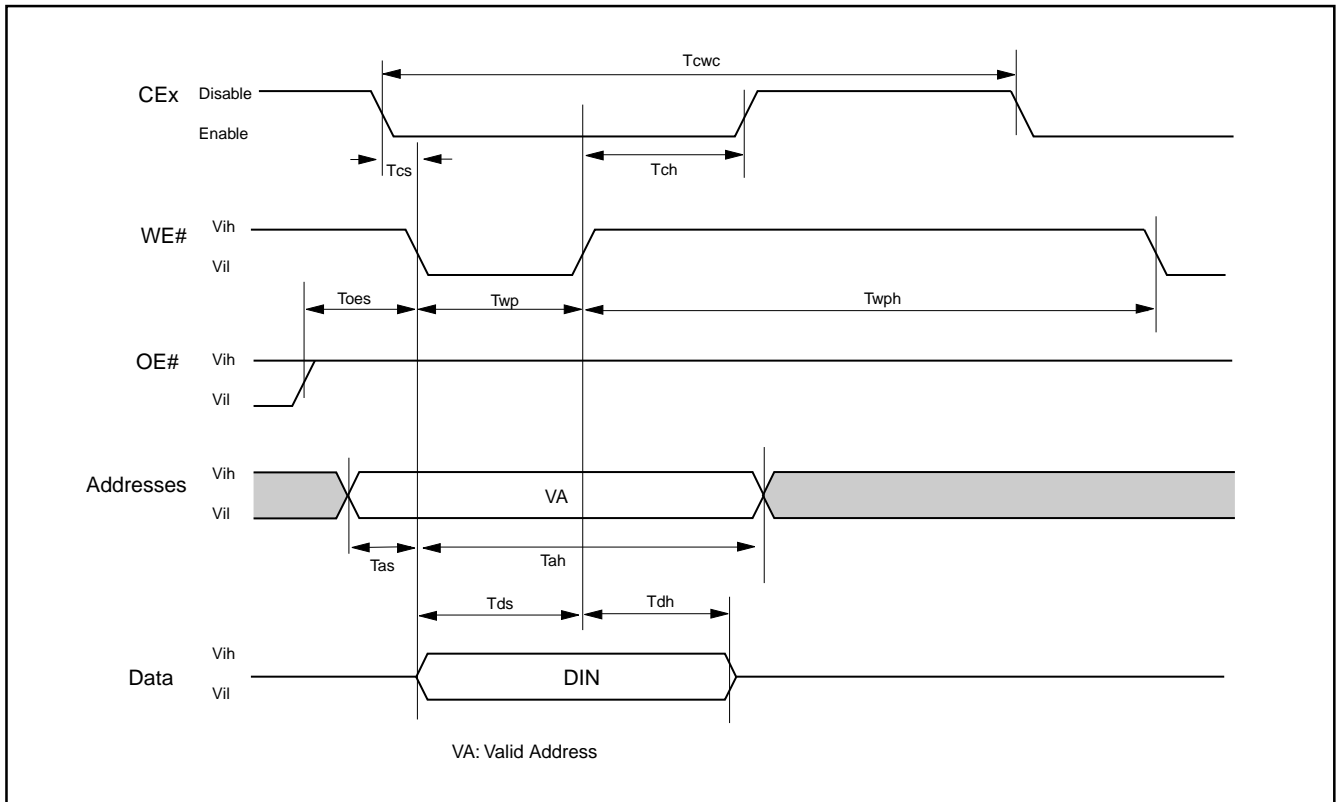 Tcwc
CEx Disable
Enable
Tcs Tch
WE# Vih
Vil
Toes Twp Twph
OE# Vih
Vil
Addresses Vih
VA
Vil
Tas Tah
Tds Tdh
Vih
Data DIN
Vil
VA: Valid Address